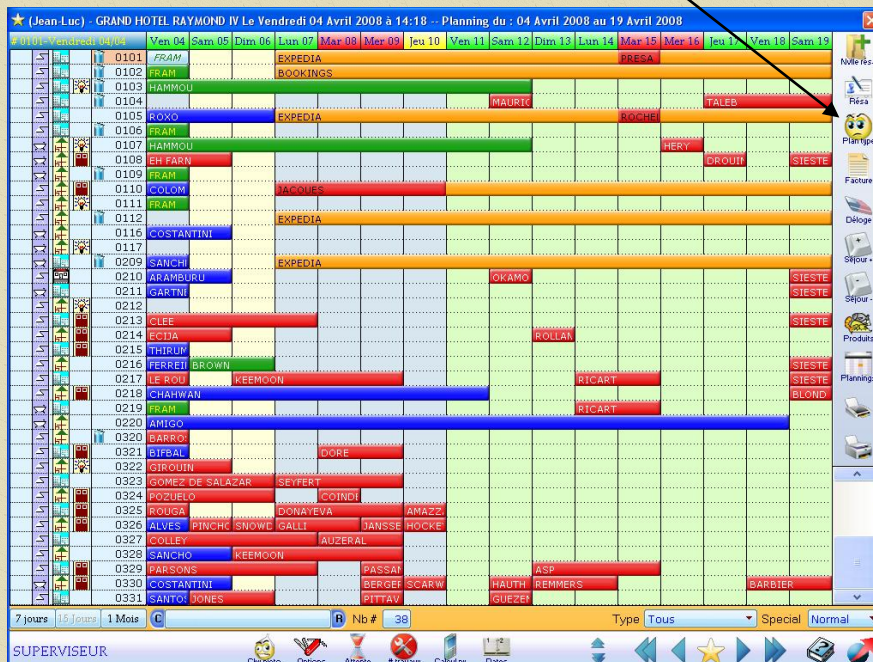 (Jean-Luc) - GRAND HOTEL RAYMOND IV Le Vendredi 04 Avril 2008 à 14:18 -- Planning du : 04 Avril 2008 au 19 Avril 2008
#0101-Vendredi 04/04 Ven 04 Sam 05 Dim 06 Lun 07 Mar 08 Mer 09 Jeu 10 Ven 11 Sam 12 Dim 13 Lun 14 Mar 15 Mer 16 Jeu 17 Ven 18 Sam 19
0101 FRAM EXPEDIA PRESA
0102 FRAM BOOKINGS
0103 HAMMOU
0104 MAURIC TALEB
0105 ROXO EXPEDIA ROCHE
0106 FRAM
0107 HAMMOU HERY
0108 EH FARN DROUIN SIESTE
0109 FRAM
0110 COLOM JACQUES
0111 FRAM
0112 EXPEDIA
0116 COSTANTINI
0117
0209 SANCHI EXPEDIA
0210 ARAMBURU OKAMO SIESTE
0211 GARTNE SIESTE
0212
0213 CLEE SIESTE
0214 ECIJA ROLLAN
0215 THIRUM
0216 FERREI BROWN SIESTE
0217 LE ROU KEEMOON RICART SIESTE
0218 CHAHWAN BLOND
0219 FRAM RICART
0220 AMIGO
0320 BARRO
0321 BIFBAL DORE
0322 GIROUIN
0323 GOMEZ DE SALAZAR SEYFERT
0324 POZUELO COINDE
0325 ROUGA DONAYEVA AMAZZ
0326 ALVES PINCHO SNOWD GALLI JANSSE HOCKE
0327 COLLEY AUZERAL
0328 SANCHO KEEMOON
0329 PARSONS PASSAN ASP
0330 COSTANTINI BERGER SCARW HAUTH REMMERS BARBIER
0331 SANTO JONES PITTAV GUEZEN
Nvlle résa
Résa
Plan type
Facture
Déloge
Séjour +
Séjour -
Produits
Planning
7 jours 15 Jours 1 Mois C R Nb # 38 Type Tous Special Normal
SUPERVISEUR Options Attente # travaux Dates